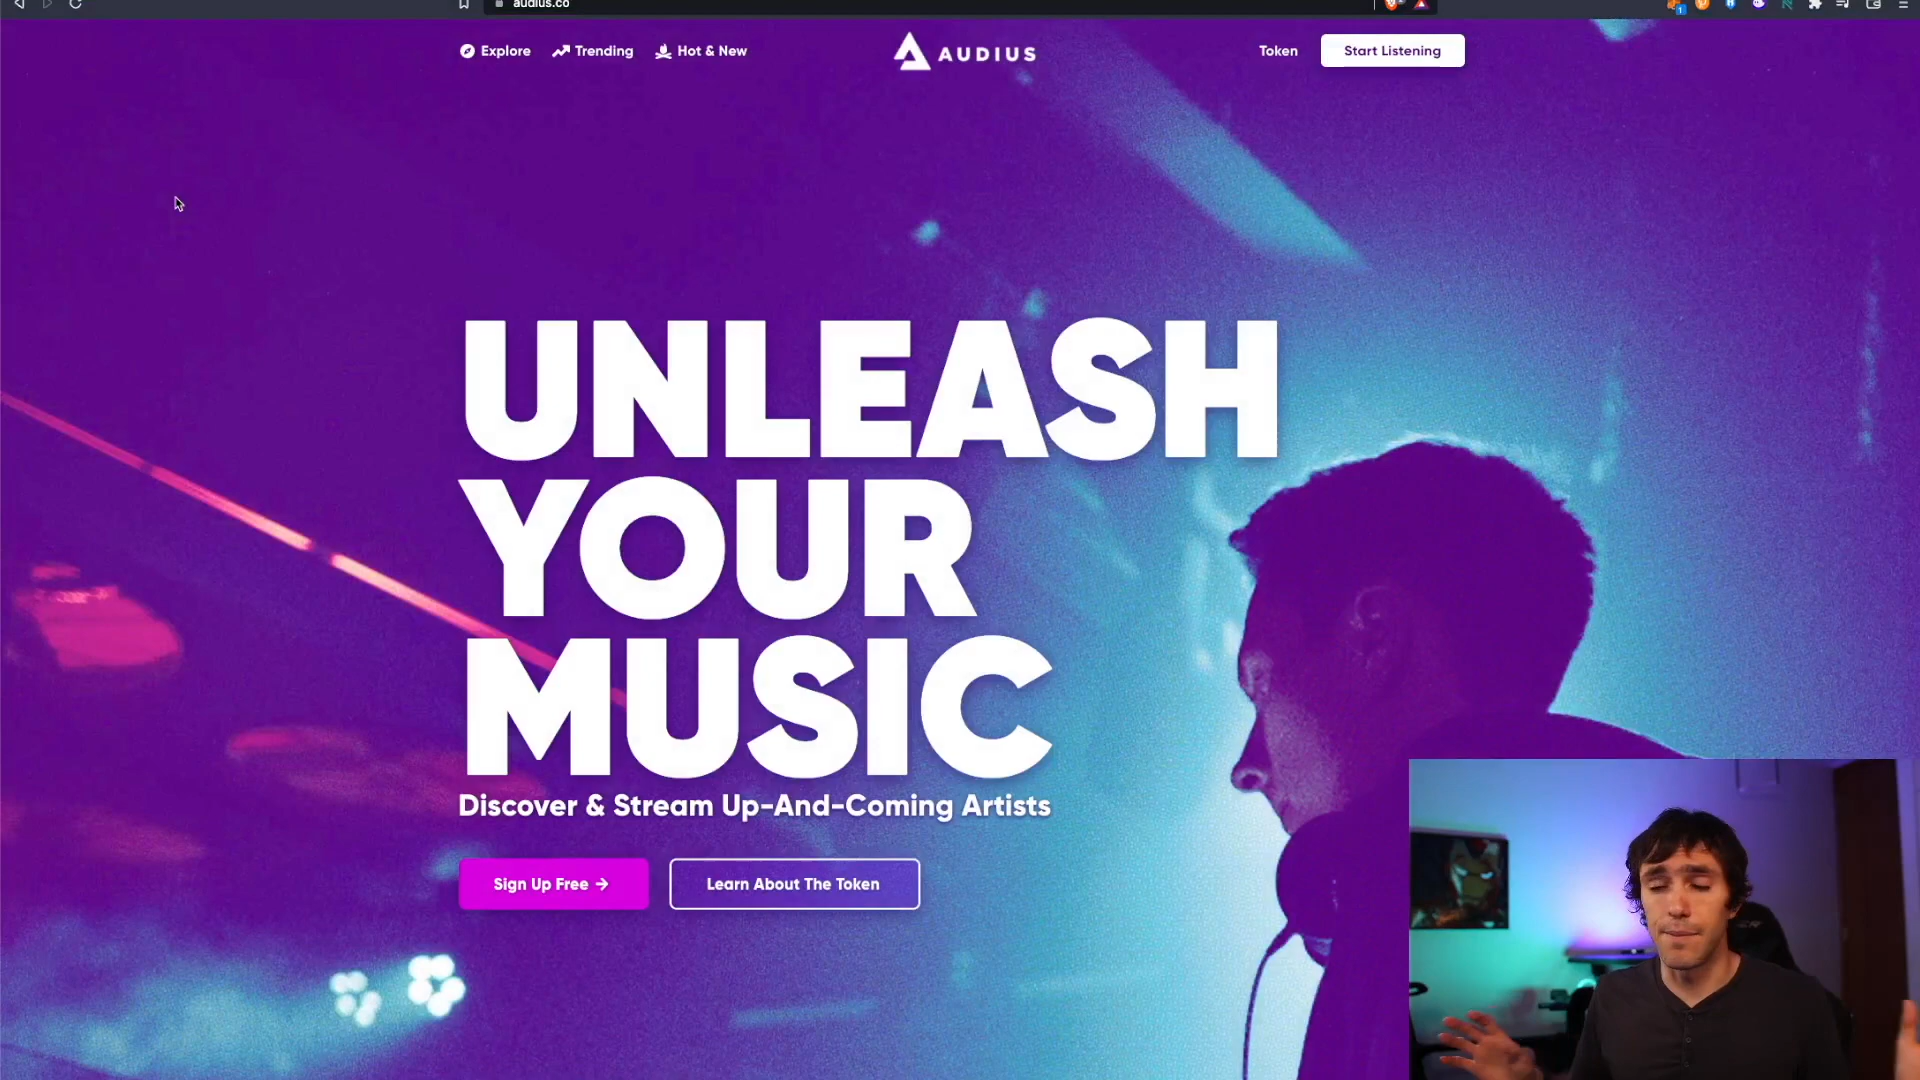 audius.co
Explore
Trending
Hot & New
AUDIUS
Token
Start Listening
UNLEASH
YOUR
MUSIC
Discover & Stream Up-And-Coming Artists
Sign Up Free →
Learn About The Token